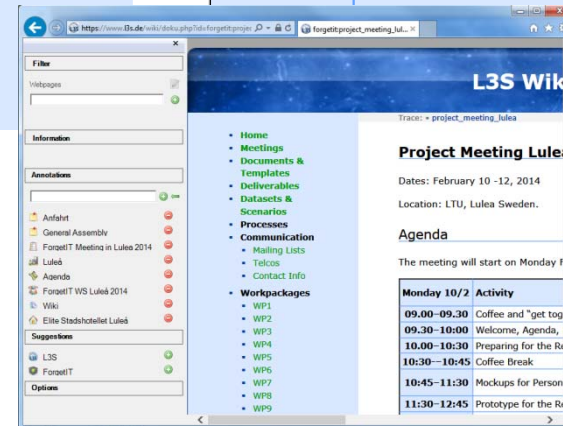 https://www.l3s.de/wiki/doku.php?id=forgetit:projec
forgetit:project_meeting_lul...
Filter
Webpages
Information
Annotations
Anfahrt
General Assembly
ForgetIT Meeting in Lulea 2014
Luleå
Agenda
ForgetIT WS Luleå 2014
Wiki
Elite Stadshotellet Luleå
Suggestions
L3S
ForgetIT
Options
Home
Meetings
Documents &
Templates
Deliverables
Datasets &
Scenarios
Processes
Communication
Mailing Lists
Telcos
Contact Info
Workpackages
WP1
WP2
WP3
WP4
WP5
WP6
WP7
WP8
WP9
L3S Wik
Trace: • project_meeting_lulea
Project Meeting Lule
Dates: February 10 -12, 2014
Location: LTU, Lulea Sweden.
Agenda
The meeting will start on Monday f
Monday 10/2 Activity
09.00-09.30 Coffee and "get tog
09.30-10:00 Welcome, Agenda,
10.00-10:30 Preparing for the Re
10:30--10:45 Coffee Break
10:45-11:30 Mockups for Person
11:30-12:45 Prototype for the Re